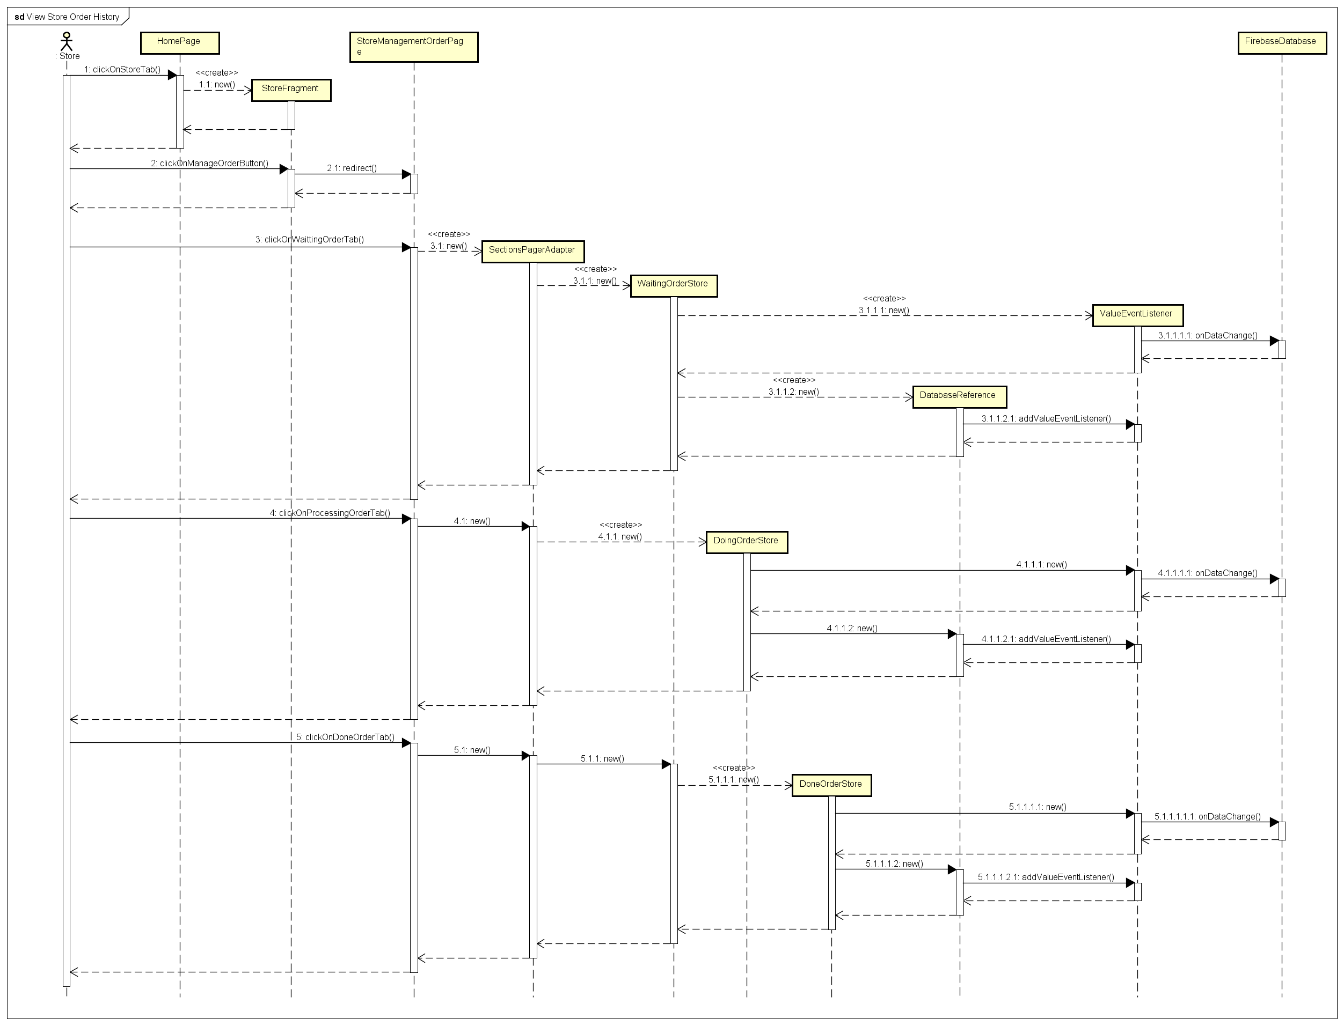 sd View Store Order History
Store
HomePage
StoreManagementOrderPag
e
FirebaseDatabase
1: clickOnStoreTab()
<<create>>
1.1: new()
StoreFragment
2: clickOnManageOrderButton()
2.1: redirect()
3: clickOnWaittingOrderTab()
<<create>>
3.1: new()
SectionsPagerAdapter
<<create>>
3.1.1: new()
WaitingOrderStore
<<create>>
3.1.1.1: new()
ValueEventListener
3.1.1.1.1: onDataChange()
<<create>>
3.1.1.2: new()
DatabaseReference
3.1.1.2.1: addValueEventListener()
4: clickOnProcessingOrderTab()
4.1: new()
<<create>>
4.1.1: new()
DoingOrderStore
4.1.1.1: new()
4.1.1.1.1: onDataChange()
4.1.1.2: new()
4.1.1.2.1: addValueEventListener()
5: clickOnDoneOrderTab()
5.1: new()
5.1.1: new()
<<create>>
5.1.1.1: new()
DoneOrderStore
5.1.1.1.1: new()
5.1.1.1.1.1: onDataChange()
5.1.1.1.2: new()
5.1.1.1.2.1: addValueEventListener()